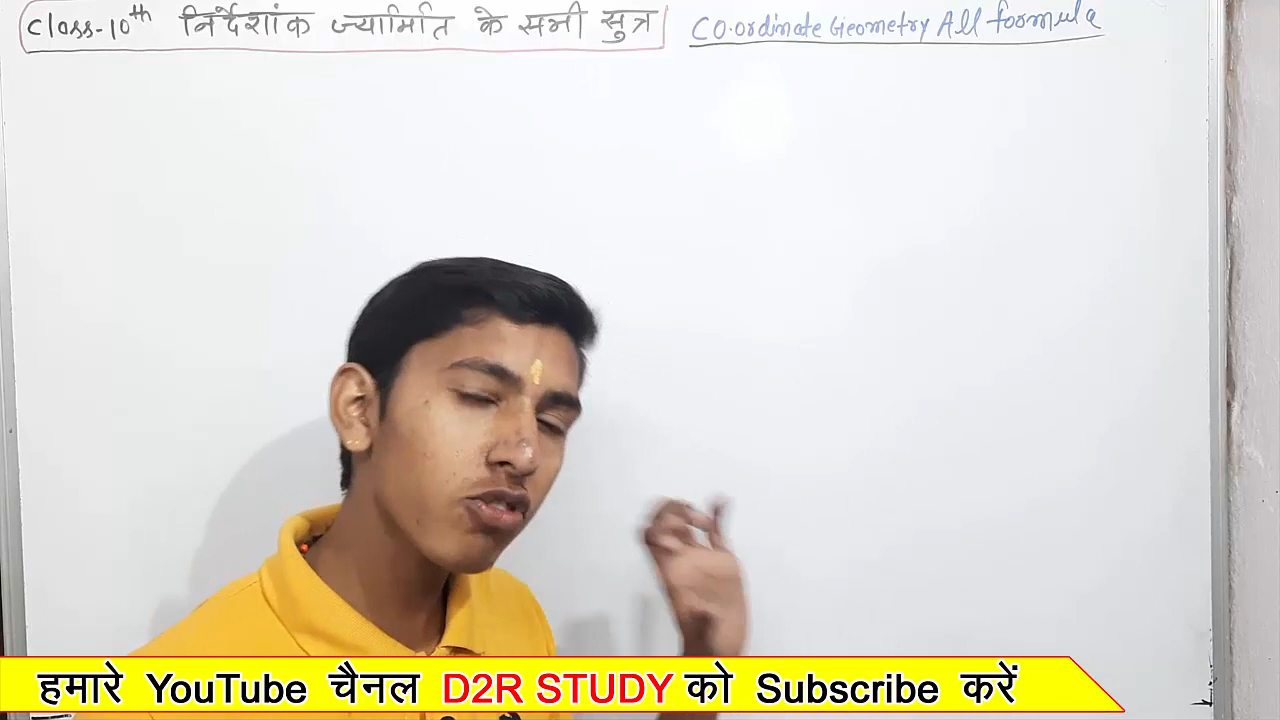 Class-10th निर्देशांक ज्यामिति के सभी सुत्र
CO.ordinate Geometry All formula
हमारे YouTube चैनल D2R STUDY को Subscribe करें